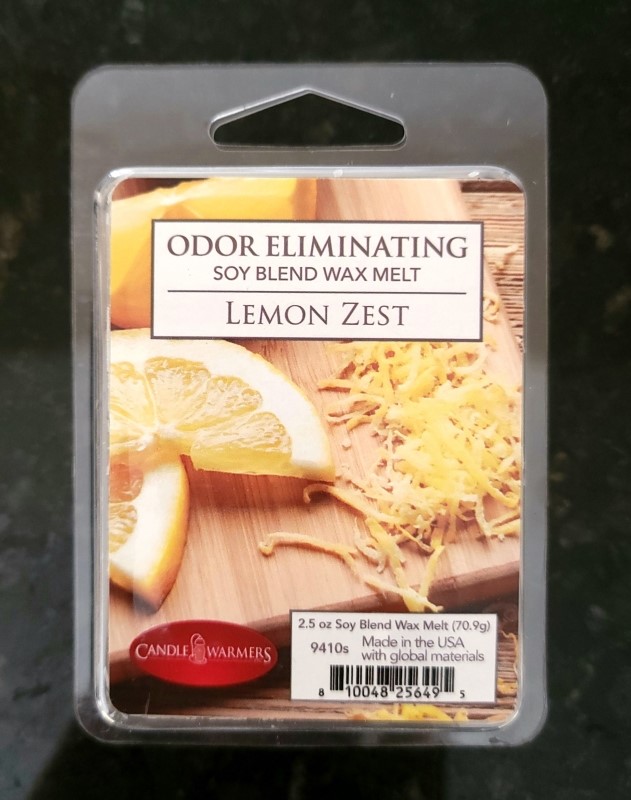 ODOR ELIMINATING
SOY BLEND WAX MELT
LEMON ZEST
CANDLE WARMERS
2.5 oz Soy Blend Wax Melt (70.9g)
9410s Made in the USA
with global materials
8 10048 25649 5